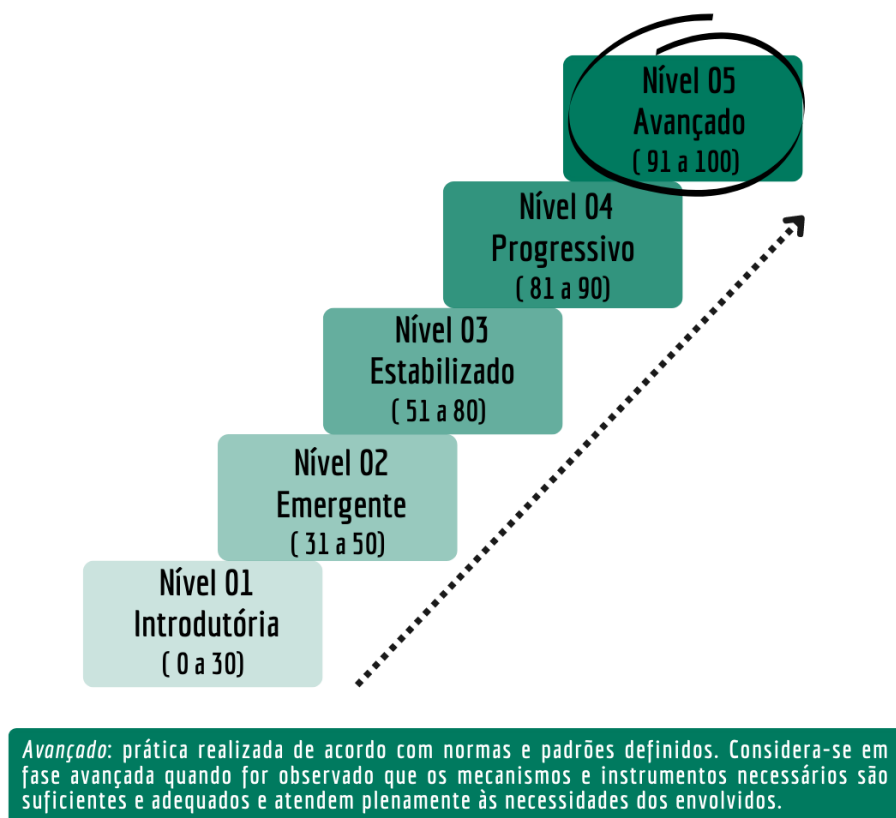 Nível 05
Avançado
( 91 a 100)
Nível 04
Progressivo
( 81 a 90)
Nível 03
Estabilizado
( 51 a 80)
Nível 02
Emergente
( 31 a 50)
Nível 01
Introdutória
( 0 a 30)
Avançado: prática realizada de acordo com normas e padrões definidos. Considera-se em
fase avançada quando for observado que os mecanismos e instrumentos necessários são
suficientes e adequados e atendem plenamente às necessidades dos envolvidos.